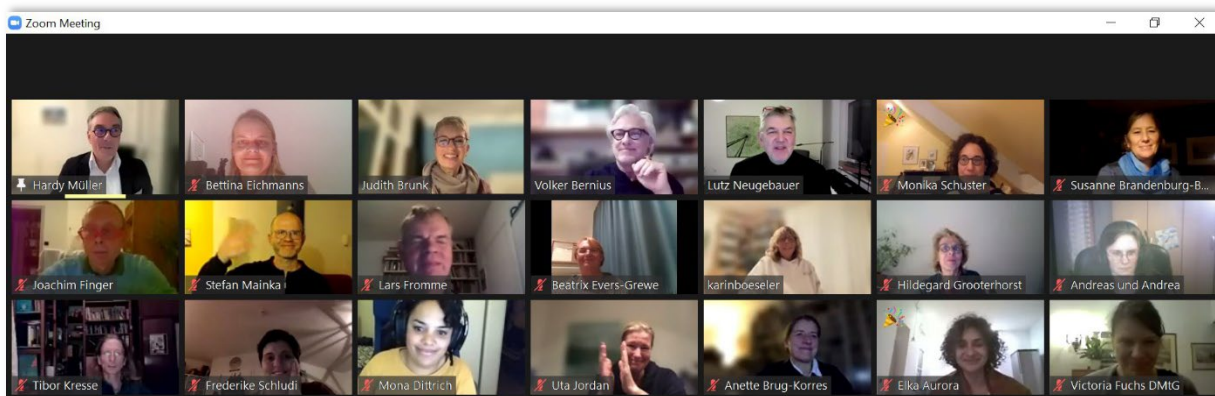 Zoom Meeting
Hardy Müller
Bettina Eichmanns
Judith Brunk
Volker Bernius
Lutz Neugebauer
Monika Schuster
Susanne Brandenburg-B...
Joachim Finger
Stefan Mainka
Lars Fromme
Beatrix Evers-Grewe
karinboeseler
Hildegard Grooterhorst
Andreas und Andrea
Tibor Kresse
Frederike Schludi
Mona Dittrich
Uta Jordan
Anette Brug-Korres
Elka Aurora
Victoria Fuchs DMtG